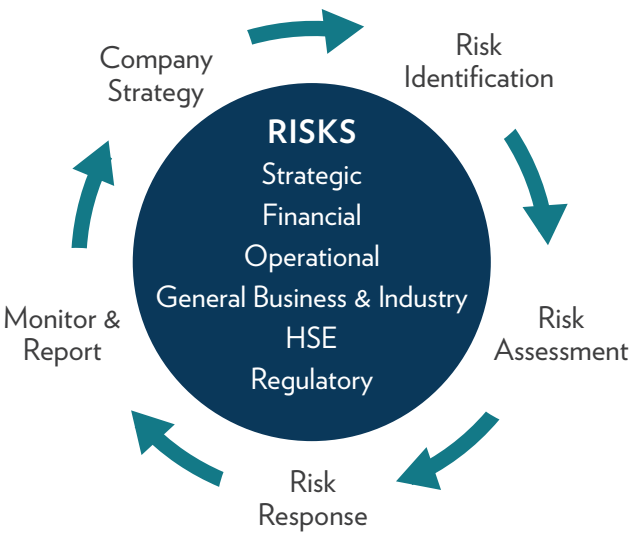 Company
Strategy
Risk
Identification
RISKS
Strategic
Financial
Operational
General Business & Industry
HSE
Regulatory
Monitor &
Report
Risk
Assessment
Risk
Response